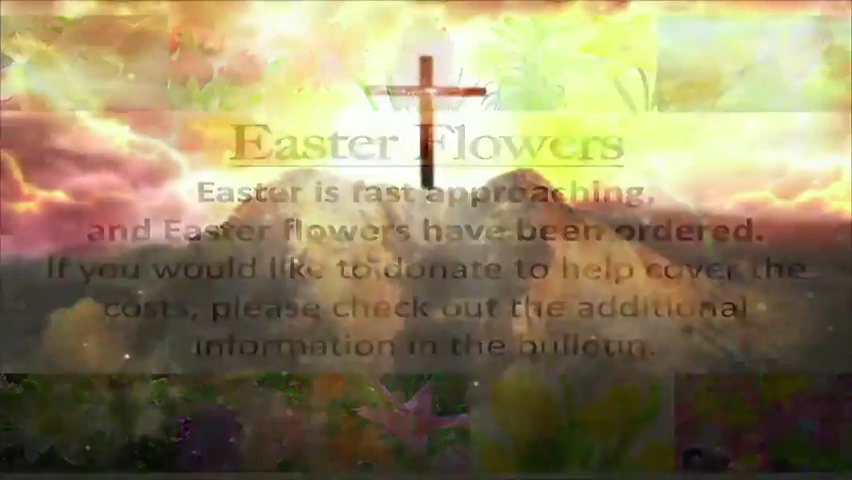 Easter Flowers
Easter is fast approaching,
and Easter flowers have been ordered.
If you would like to donate to help cover the
costs, please check out the additional
information in the bulletin.